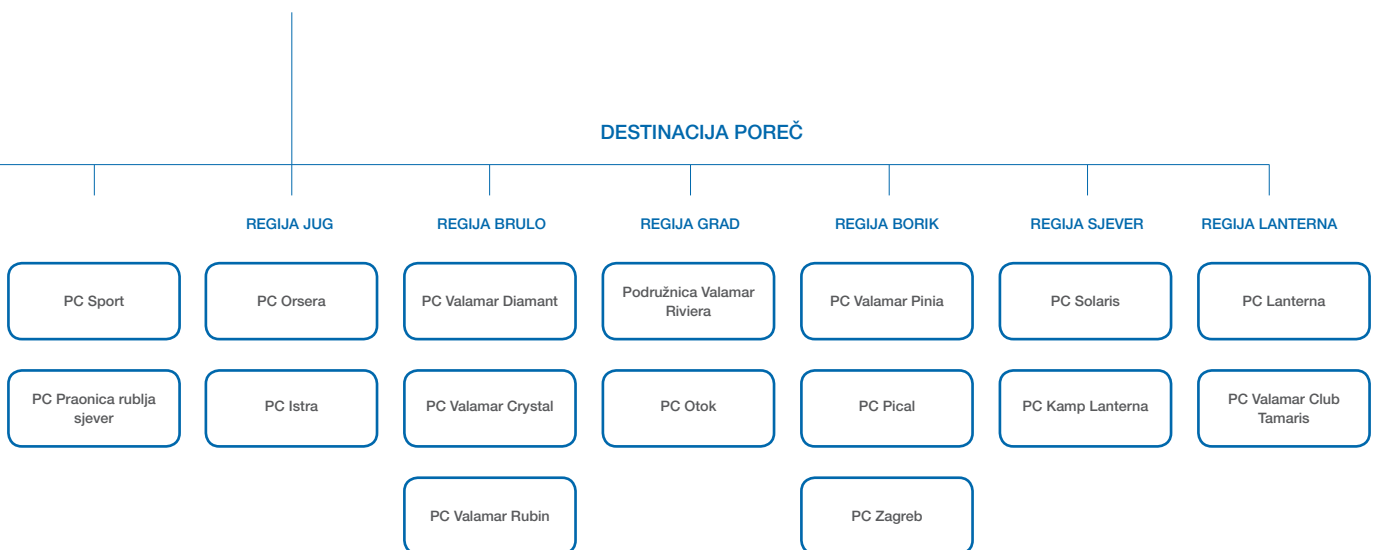 DESTINACIJA POREČ
REGIJA JUG
REGIJA BRULO
REGIJA GRAD
REGIJA BORIK
REGIJA SJEVER
REGIJA LANTERNA
PC Sport
PC Orsera
PC Valamar Diamant
Podružnica Valamar
Riviera
PC Valamar Pinia
PC Solaris
PC Lanterna
PC Praonica rublja
sjever
PC Istra
PC Valamar Crystal
PC Otok
PC Pical
PC Kamp Lanterna
PC Valamar Club
Tamaris
PC Valamar Rubin
PC Zagreb